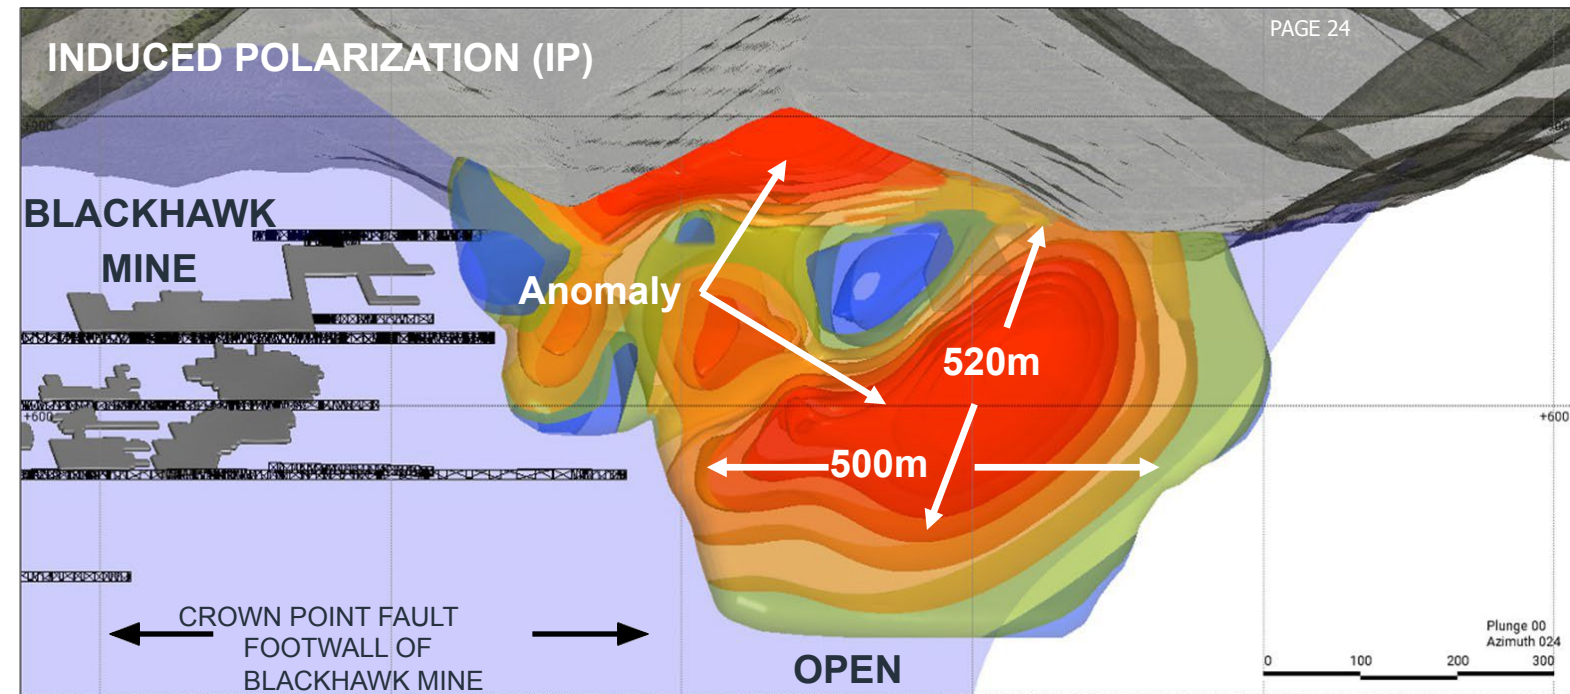 PAGE 24
INDUCED POLARIZATION (IP)
+900
BLACKHAWK
MINE
Anomaly
520m
+600
+600
500m
CROWN POINT FAULT
FOOTWALL OF
BLACKHAWK MINE
OPEN
Plunge 00
Azimuth 024
0 100 200 300